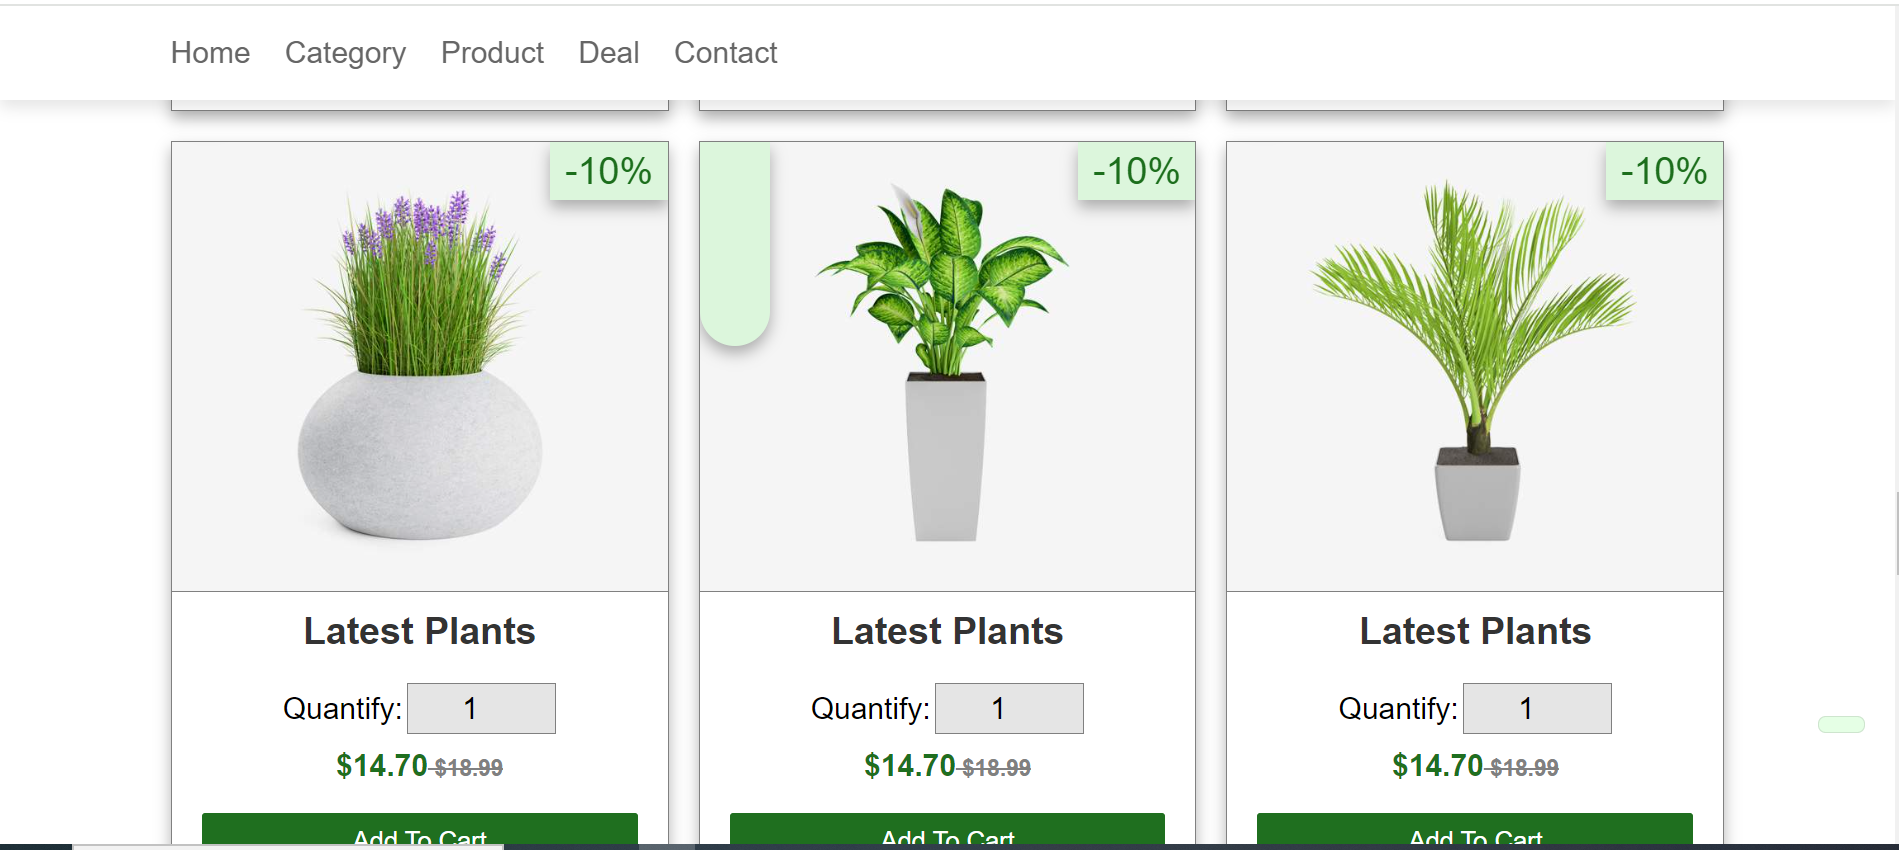 Home Category Product Deal Contact
-10% -10% -10%
Latest Plants Latest Plants Latest Plants
Quantify: 1 Quantify: 1 Quantify: 1
$14.70 $18.99 $14.70 $18.99 $14.70 $18.99
Add To Cart Add To Cart Add To Cart